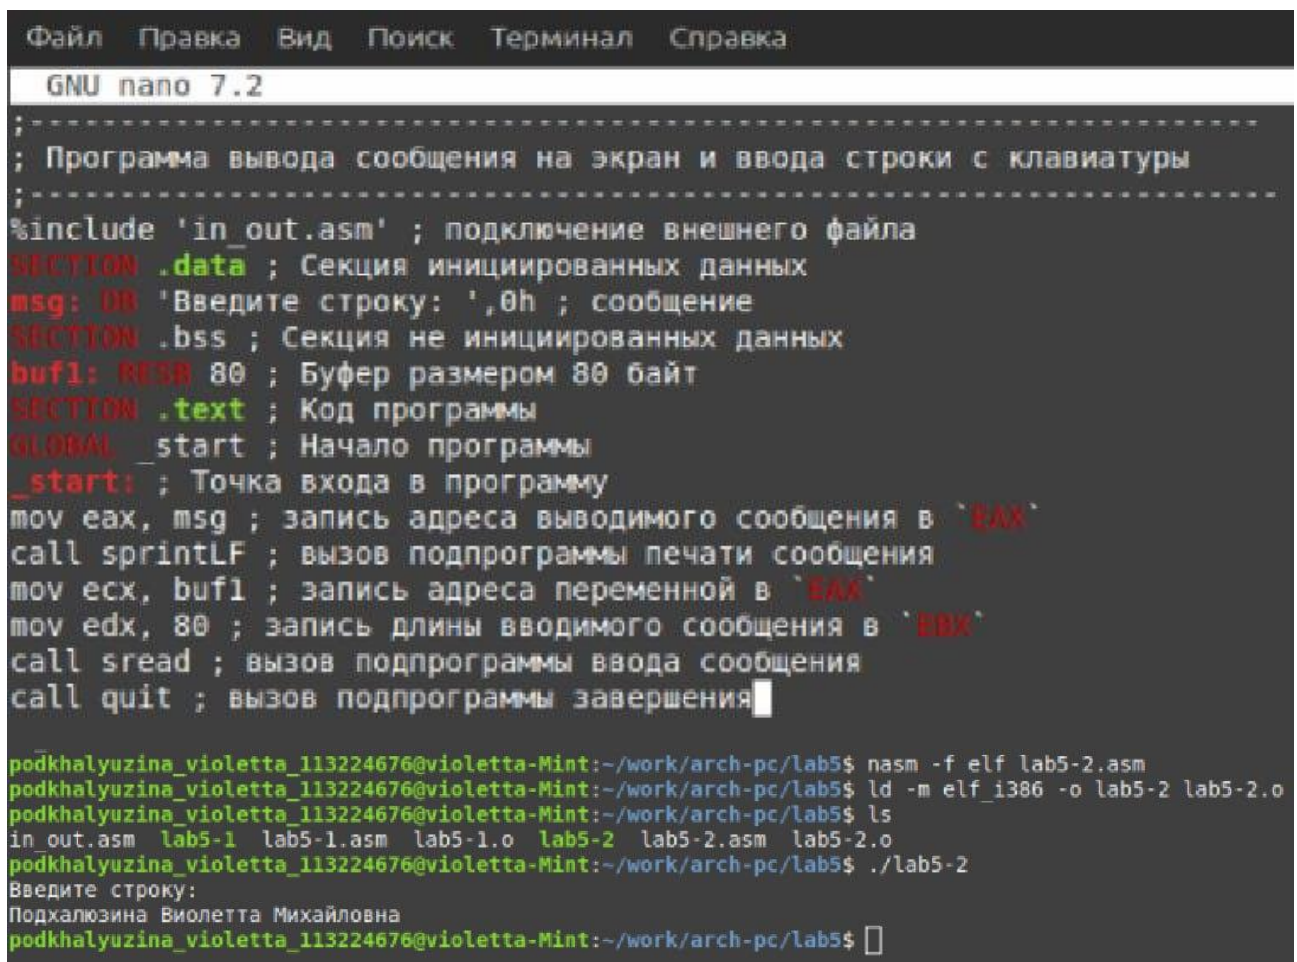 Файл Правка Вид Поиск Терминал Справка
GNU nano 7.2
;--------------------------------------------------------------------
; Программа вывода сообщения на экран и ввода строки с клавиатуры
;---------------------------------------------------------------------
%include 'in_out.asm' ; подключение внешнего файла
SECTION .data ; Секция инициированных данных
msg: DB 'Введите строку: ',0h ; сообщение
SECTION .bss ; Секция не инициированных данных
buf1: RESB 80 ; Буфер размером 80 байт
SECTION .text ; Код программы
GLOBAL _start ; Начало программы
_start: ; Точка входа в программу
mov eax, msg ; запись адреса выводимого сообщения в `EAX`
call sprintLF ; вызов подпрограммы печати сообщения
mov ecx, buf1 ; запись адреса переменной в `EAX`
mov edx, 80 ; запись длины вводимого сообщения в `EBX`
call sread ; вызов подпрограммы ввода сообщения
call quit ; вызов подпрограммы завершения
podkhalyuzina_violetta_113224676@violetta-Mint:~/work/arch-pc/lab5$ nasm -f elf lab5-2.asm
podkhalyuzina_violetta_113224676@violetta-Mint:~/work/arch-pc/lab5$ ld -m elf_i386 -o lab5-2 lab5-2.o
podkhalyuzina_violetta_113224676@violetta-Mint:~/work/arch-pc/lab5$ ls
in_out.asm lab5-1 lab5-1.asm lab5-1.o lab5-2 lab5-2.asm lab5-2.o
podkhalyuzina_violetta_113224676@violetta-Mint:~/work/arch-pc/lab5$ ./lab5-2
Введите строку:
Подхалюзина Виолетта Михайловна
podkhalyuzina_violetta_113224676@violetta-Mint:~/work/arch-pc/lab5$